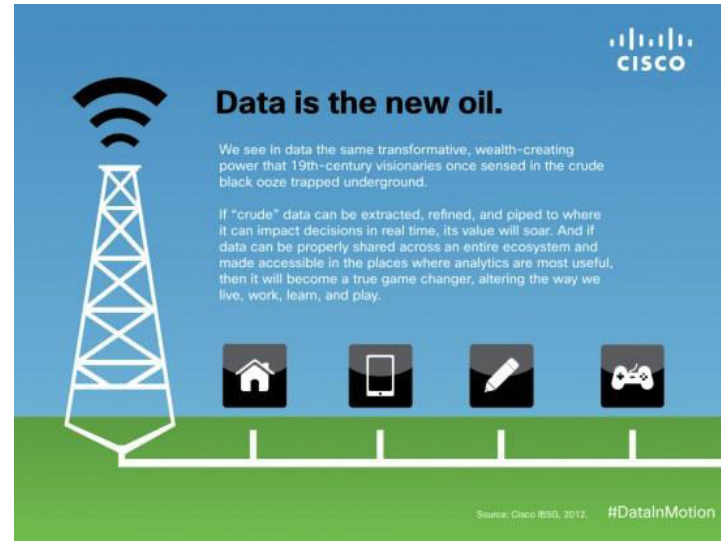 CISCO
Data is the new oil.
We see in data the same transformative, wealth-creating
power that 19th-century visionaries once sensed in the crude
black ooze trapped underground.
If “crude” data can be extracted, refined, and piped to where
it can impact decisions in real time, its value will soar. And if
data can be properly shared across an entire ecosystem and
made accessible in the places where analytics are most useful,
then it will become a true game changer, altering the way we
live, work, learn, and play.
Source: Cisco IBSG, 2012. #DataInMotion